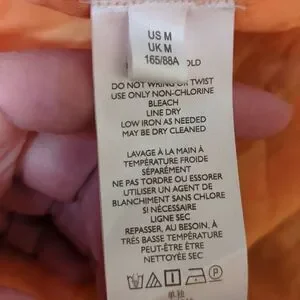 US M
UK M
165/88A
OLD
DO NOT WRING OR TWIST
USE ONLY NON-CHLORINE
BLEACH
LINE DRY
LOW IRON AS NEEDED
MAY BE DRY CLEANED
LAVAGE À LA MAIN À
TEMPÉRATURE FROIDE
SÉPARÉMENT
NE PAS TORDRE OU ESSORER
UTILISER UN AGENT DE
BLANCHIMENT SANS CHLORE
SI NÉCESSAIRE
LIGNE SEC
REPASSER, AU BESOIN, À
TRÈS BASSE TEMPÉRATURE
PEUT-ÊTRE
NETTOYÉE SEC